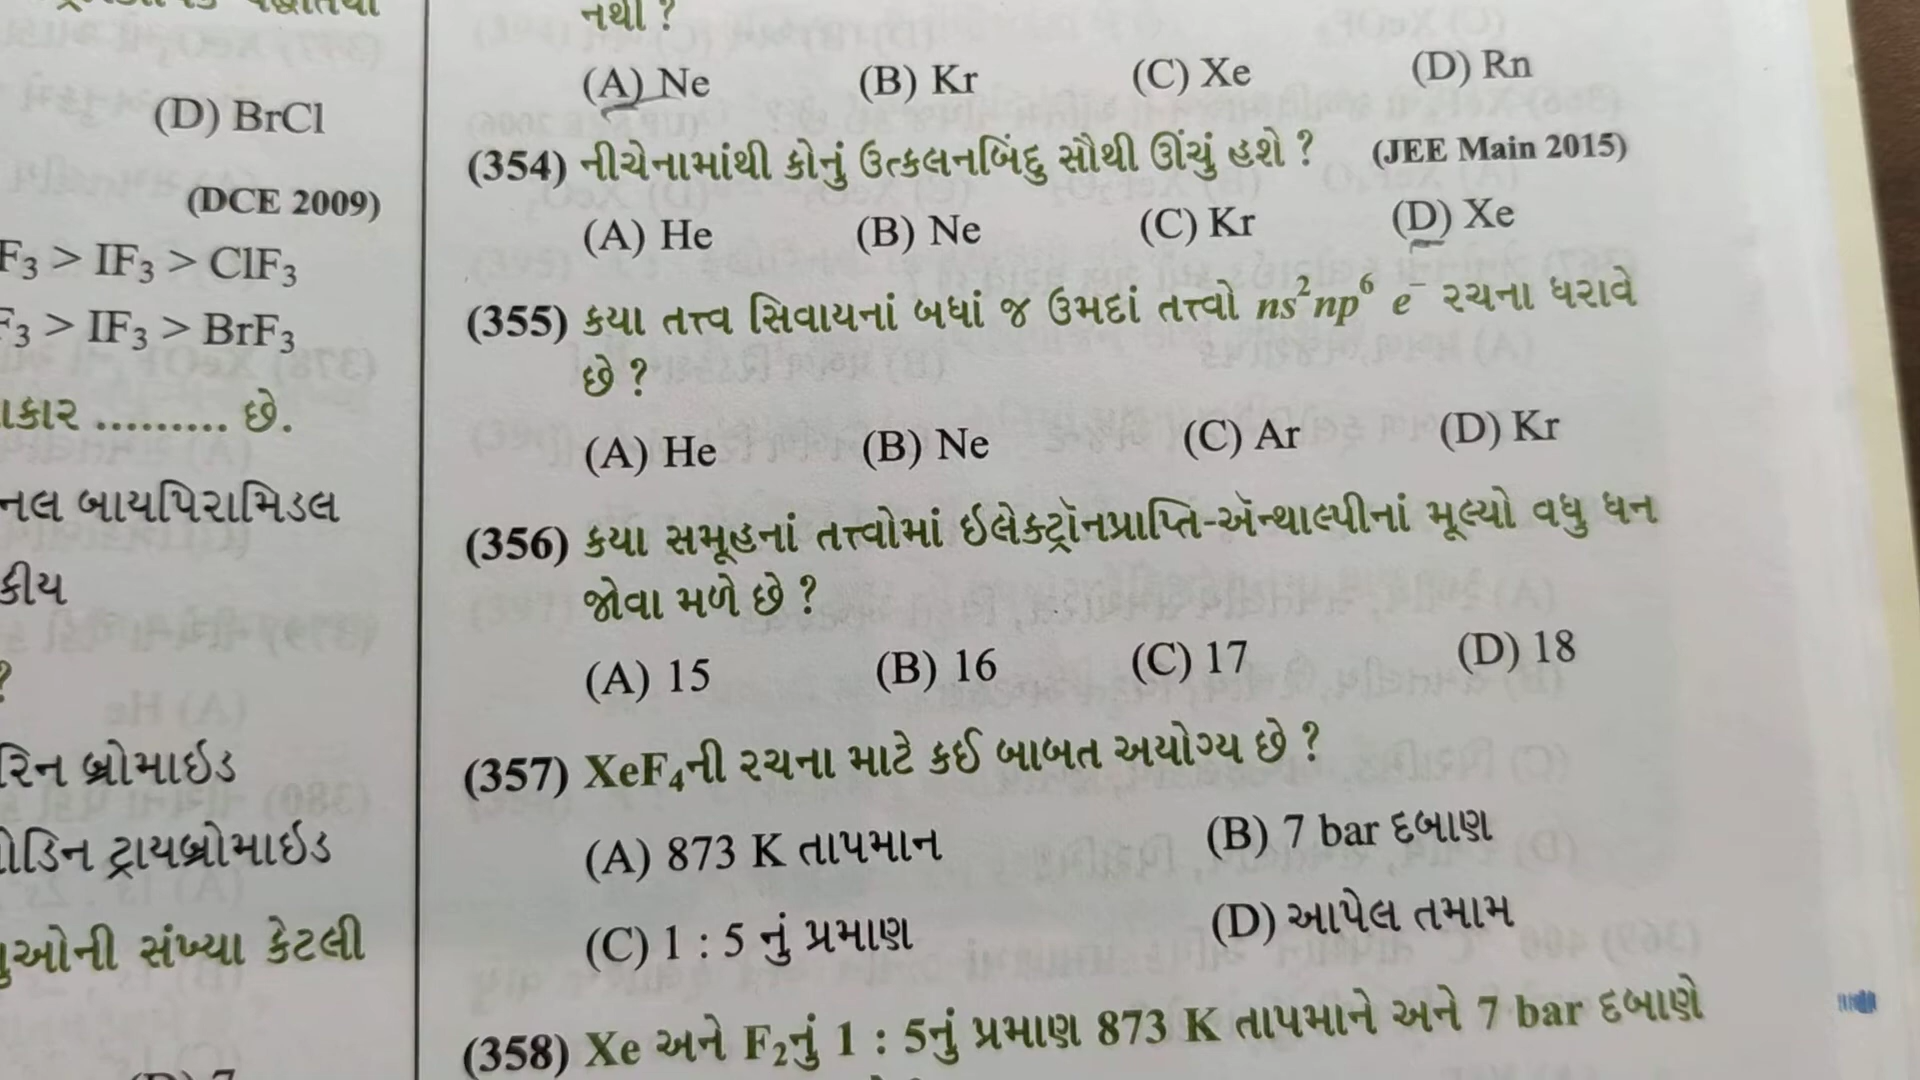 (D) BrCl
(DCE 2009)
F₃ > IF₃ > ClF₃
F₃ > IF₃ > BrF₃
......... છે.
નલ બાયપિરામિડલ
કીય
?
રિન બ્રોમાઇડ
ોડિન ટ્રાયબ્રોમાઇડ
ુઓની સંખ્યા કેટલી
નથી ?
(A) Ne (B) Kr (C) Xe (D) Rn
(354) નીચેનામાંથી કોનું ઉત્કલનબિંદુ સૌથી ઊંચું હશે ? (JEE Main 2015)
(A) He (B) Ne (C) Kr (D) Xe
(355) કયા તત્ત્વ સિવાયનાં બધાં જ ઉમદાં તત્ત્વો ns²np⁶ e⁻ રચના ધરાવે
છે ?
(A) He (B) Ne (C) Ar (D) Kr
(356) કયા સમૂહનાં તત્ત્વોમાં ઇલેક્ટ્રૉનપ્રાપ્તિ-ઍન્થાલ્પીનાં મૂલ્યો વધુ ધન
જોવા મળે છે ?
(A) 15 (B) 16 (C) 17 (D) 18
(357) XeF₄ની રચના માટે કઈ બાબત અયોગ્ય છે ?
(A) 873 K તાપમાન (B) 7 bar દબાણ
(C) 1 : 5 નું પ્રમાણ (D) આપેલ તમામ
(358) Xe અને F₂નું 1 : 5નું પ્રમાણ 873 K તાપમાને અને 7 bar દબાણે